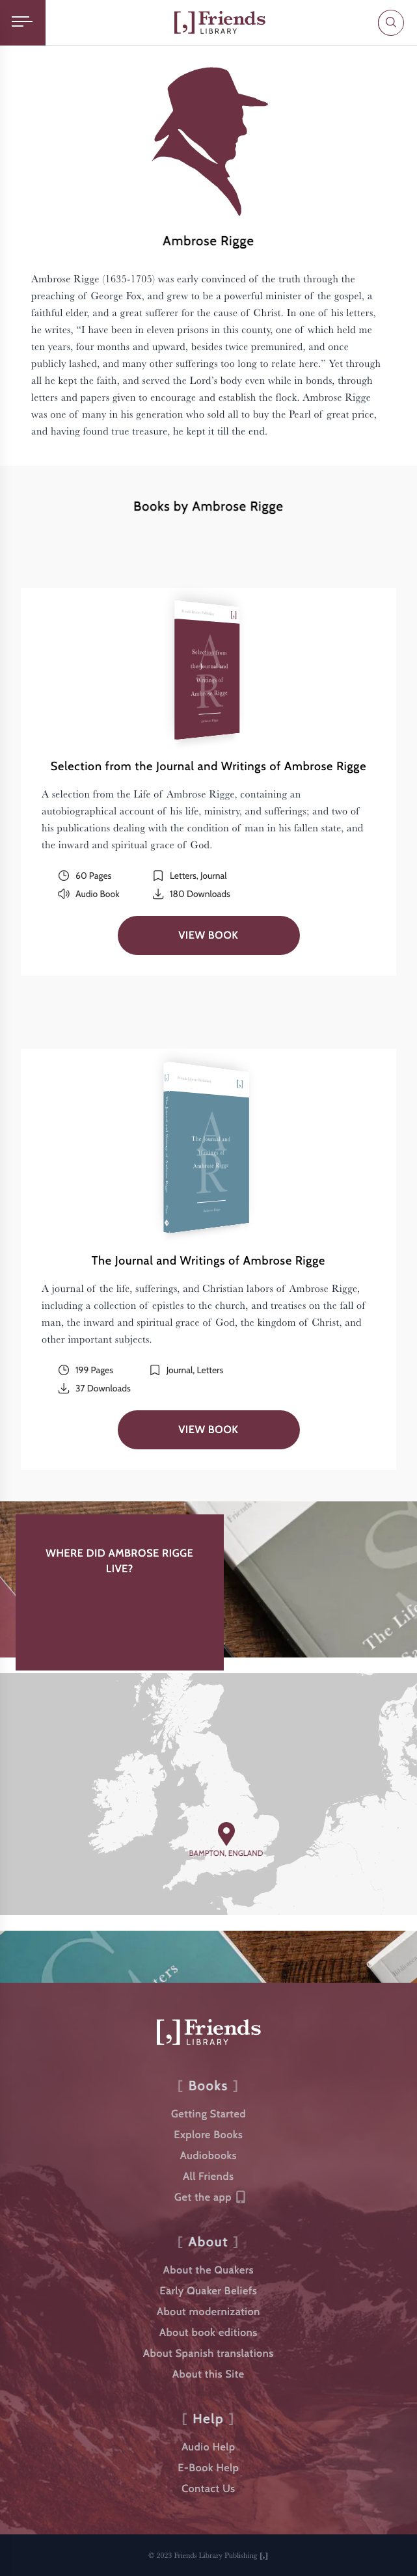 [,] Friends
LIBRARY
Ambrose Rigge
Ambrose Rigge (1635-1705) was early convinced of the truth through the
preaching of George Fox, and grew to be a powerful minister of the gospel, a
faithful elder, and a great sufferer for the cause of Christ. In one of his letters,
he writes, “I have been in eleven prisons in this county, one of which held me
ten years, four months and upward, besides twice premunired, and once
publicly lashed, and many other sufferings too long to relate here.” Yet through
all he kept the faith, and served the Lord’s body even while in bonds, through
letters and papers given to encourage and establish the flock. Ambrose Rigge
was one of many in his generation who sold all to buy the Pearl of great price,
and having found true treasure, he kept it till the end.
Books by Ambrose Rigge
[,]
AR
Selection from
the Journal and
Writings of
Ambrose Rigge
Selection from the Journal and Writings of Ambrose Rigge
A selection from the Life of Ambrose Rigge, containing an
autobiographical account of his life, ministry, and sufferings; and two of
his publications dealing with the condition of man in his fallen state, and
the inward and spiritual grace of God.
60 Pages
Letters, Journal
Audio Book
180 Downloads
VIEW BOOK
[,]
AR
The Journal and
Writings of
Ambrose Rigge
The Journal and Writings of Ambrose Rigge
A journal of the life, sufferings, and Christian labors of Ambrose Rigge,
including a collection of epistles to the church, and treatises on the fall of
man, the inward and spiritual grace of God, the kingdom of Christ, and
other important subjects.
199 Pages
Journal, Letters
37 Downloads
VIEW BOOK
WHERE DID AMBROSE RIGGE
LIVE?
Friends
The Life
BAMPTON, ENGLAND
[,] Friends
LIBRARY
[ Books ]
Getting Started
Explore Books
Audiobooks
All Friends
Get the app
[ About ]
About the Quakers
Early Quaker Beliefs
About modernization
About book editions
About Spanish translations
About this Site
[ Help ]
Audio Help
E-Book Help
Contact Us
© 2023 Friends Library Publishing [,]